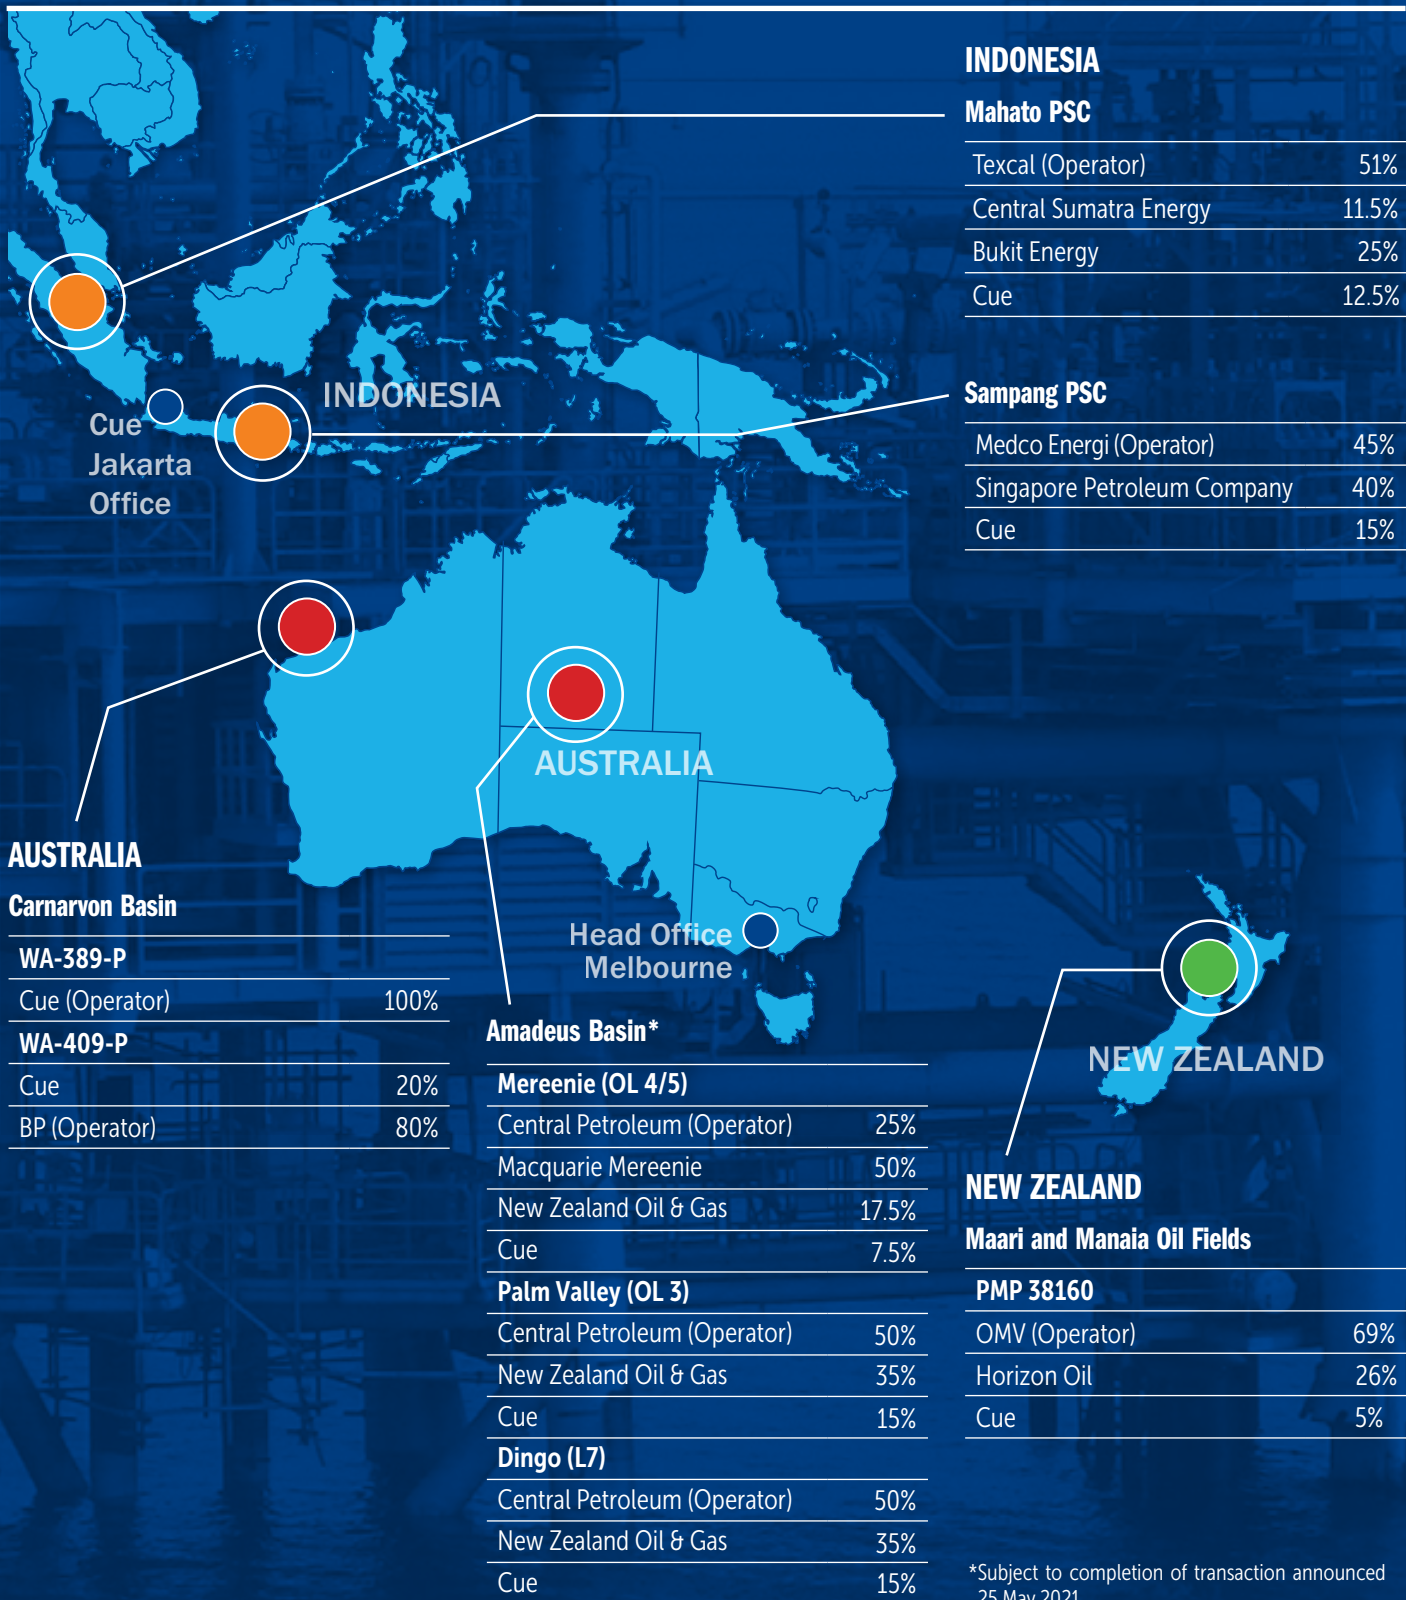 INDONESIA
Mahato PSC
Texcal (Operator) 51%
Central Sumatra Energy 11.5%
Bukit Energy 25%
Cue 12.5%
Sampang PSC
Medco Energi (Operator) 45%
Singapore Petroleum Company 40%
Cue 15%
INDONESIA
Cue
Jakarta
Office
AUSTRALIA
Head Office
Melbourne
NEW ZEALAND
AUSTRALIA
Carnarvon Basin
WA-389-P
Cue (Operator) 100%
WA-409-P
Cue 20%
BP (Operator) 80%
Amadeus Basin*
Mereenie (OL 4/5)
Central Petroleum (Operator) 25%
Macquarie Mereenie 50%
New Zealand Oil & Gas 17.5%
Cue 7.5%
Palm Valley (OL 3)
Central Petroleum (Operator) 50%
New Zealand Oil & Gas 35%
Cue 15%
Dingo (L7)
Central Petroleum (Operator) 50%
New Zealand Oil & Gas 35%
Cue 15%
NEW ZEALAND
Maari and Manaia Oil Fields
PMP 38160
OMV (Operator) 69%
Horizon Oil 26%
Cue 5%
*Subject to completion of transaction announced
25 May 2021